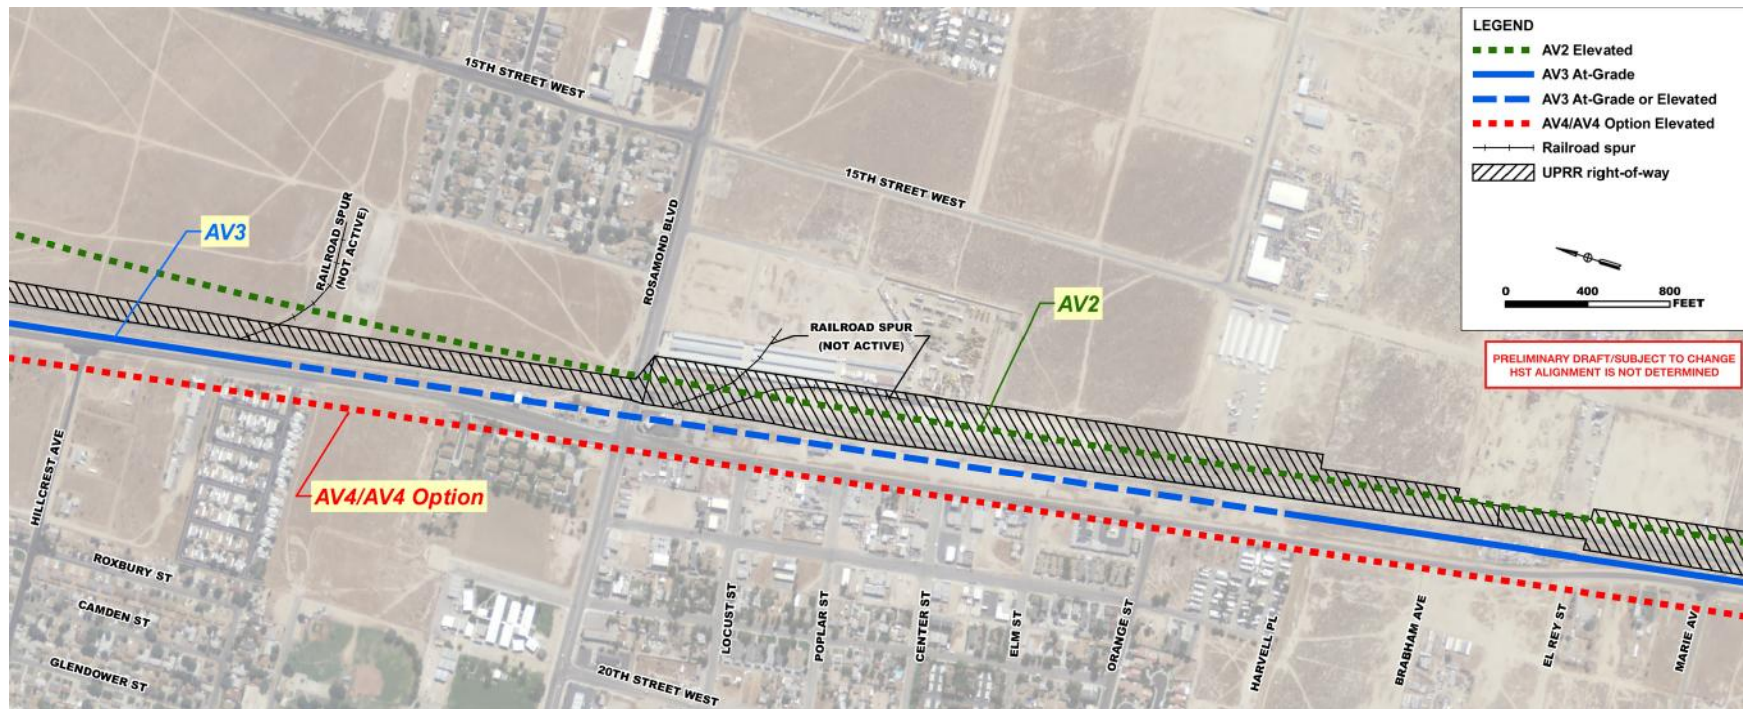 LEGEND
AV2 Elevated
AV3 At-Grade
AV3 At-Grade or Elevated
AV4/AV4 Option Elevated
Railroad spur
UPRR right-of-way
0 400 800
FEET
PRELIMINARY DRAFT/SUBJECT TO CHANGE
HST ALIGNMENT IS NOT DETERMINED
15TH STREET WEST
15TH STREET WEST
ROSAMOND BLVD
RAILROAD SPUR
(NOT ACTIVE)
AV3
AV2
RAILROAD SPUR
(NOT ACTIVE)
AV4/AV4 Option
HILLCREST AVE
ROXBURY ST
CAMDEN ST
GLENDOWER ST
20TH STREET WEST
LOCUST ST
POPLAR ST
CENTER ST
ELM ST
ORANGE ST
HARVELL PL
BRABHAM AVE
EL REY ST
MARIE AV